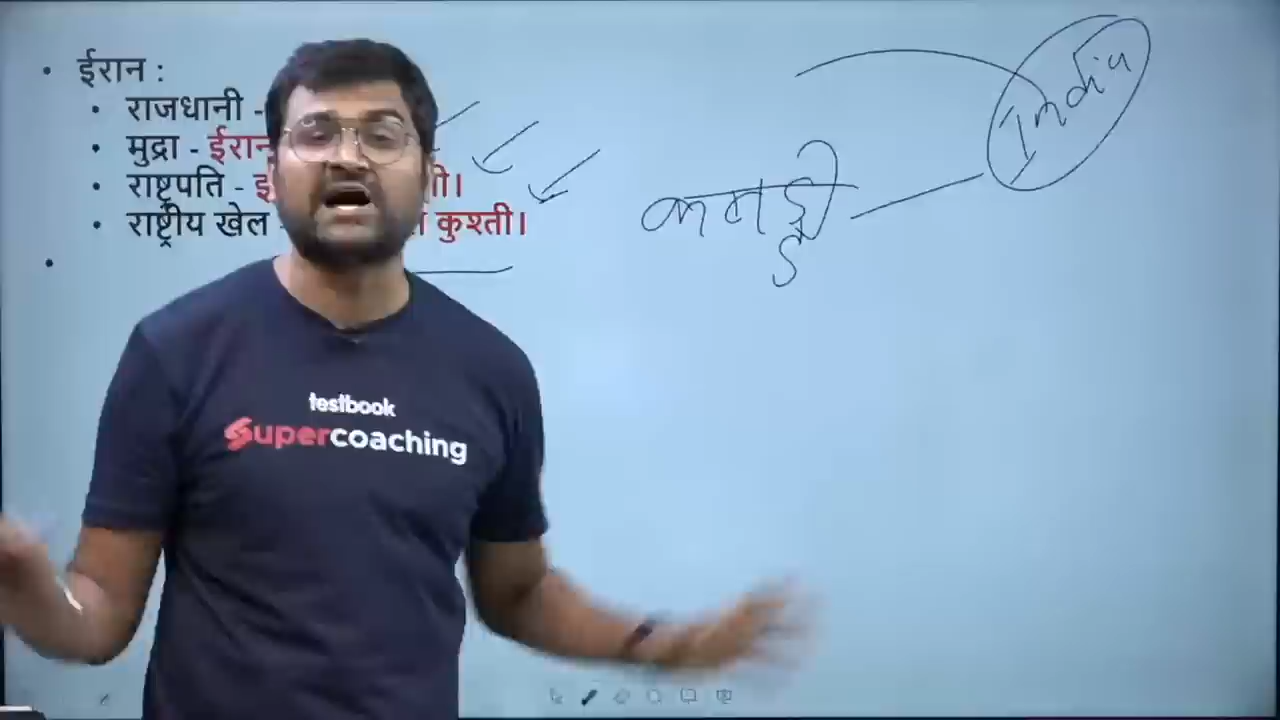 ईरान :
राजधानी -
मुद्रा - ईरान
राष्ट्रपति - इ ी।
राष्ट्रीय खेल - कुश्ती।
कबड्डी
India
testbook
Supercoaching